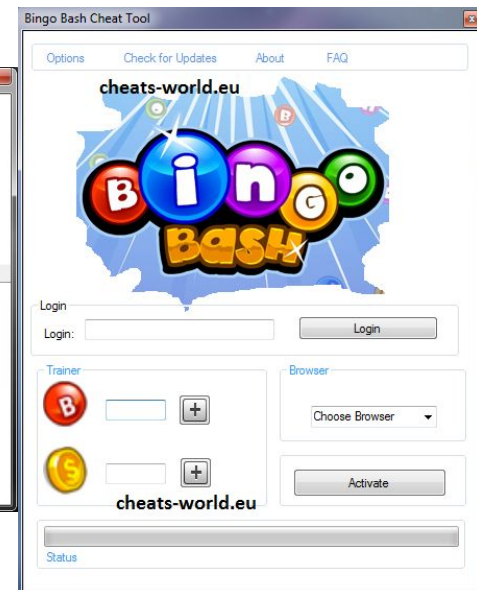 Bingo Bash Cheat Tool
Options Check for Updates About FAQ
cheats-world.eu
BinGO
BasH
Login
Login: Login
Trainer Browser
B
Choose Browser
$
Activate
cheats-world.eu
Status